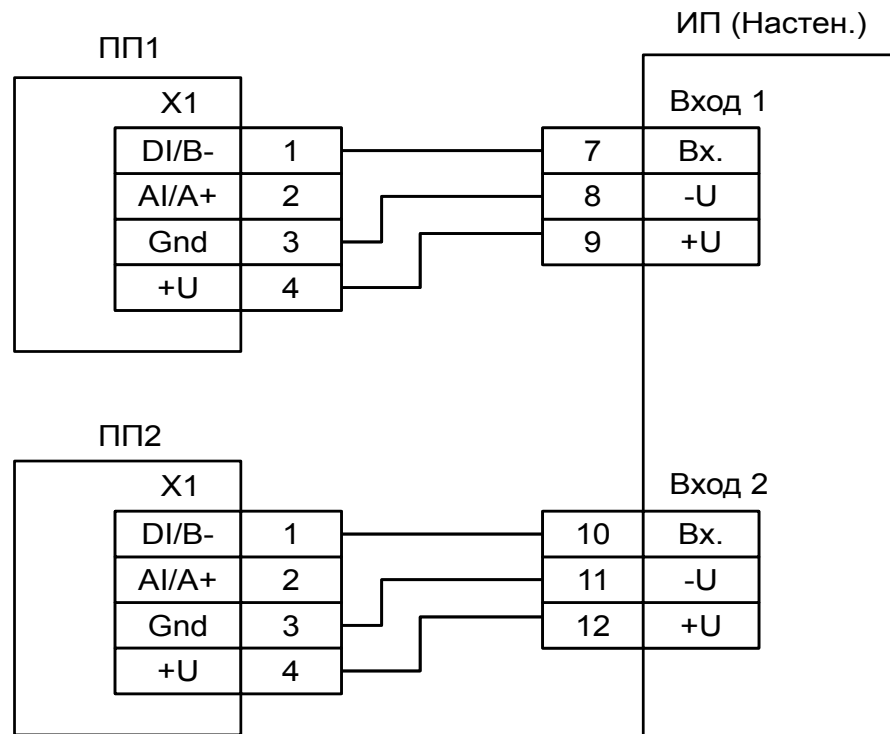 ИП (Настен.)
ПП1
X1
Вход 1
DI/B- 1 7 Вх.
AI/A+ 2 8 -U
Gnd 3 9 +U
+U 4
ПП2
X1
Вход 2
DI/B- 1 10 Вх.
AI/A+ 2 11 -U
Gnd 3 12 +U
+U 4